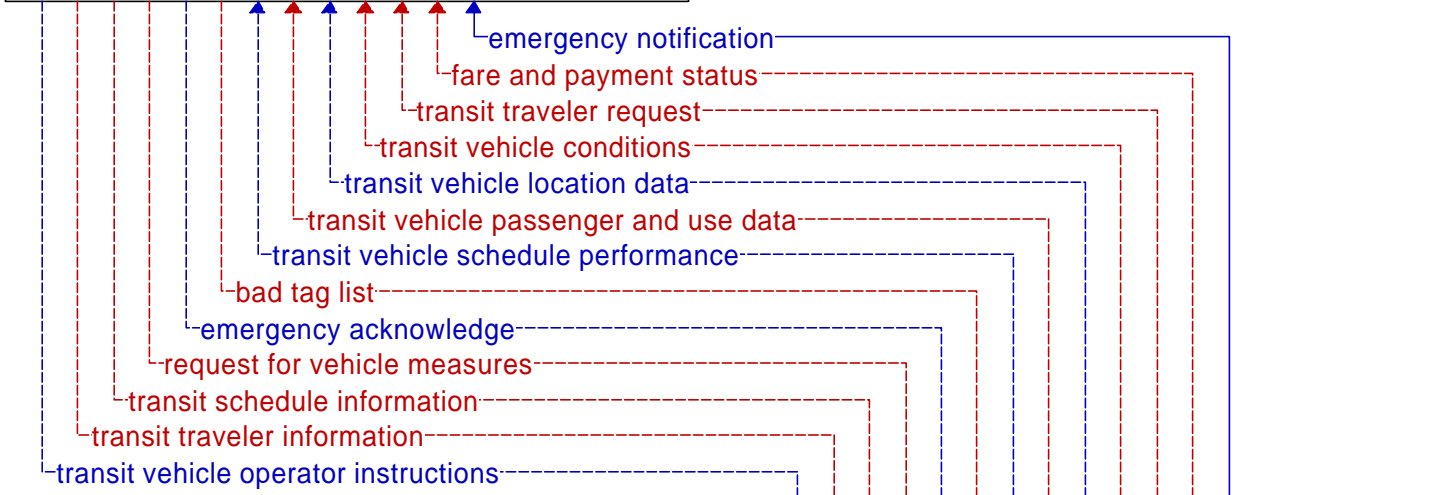 emergency notification
fare and payment status
transit traveler request
transit vehicle conditions
transit vehicle location data
transit vehicle passenger and use data
transit vehicle schedule performance
bad tag list
emergency acknowledge
request for vehicle measures
transit schedule information
transit traveler information
transit vehicle operator instructions